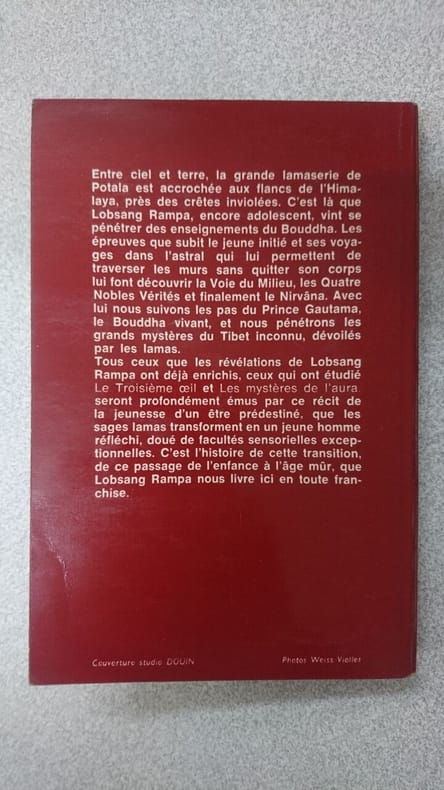 Entre ciel et terre, la grande lamaserie de
Potala est accrochée aux flancs de l'Hima-
laya, près des crêtes inviolées. C'est là que
Lobsang Rampa, encore adolescent, vint se
pénétrer des enseignements du Bouddha. Les
épreuves que subit le jeune initié et ses voya-
ges dans l'astral qui lui permettent de
traverser les murs sans quitter son corps
lui font découvrir la Voie du Milieu, les Quatre
Nobles Vérités et finalement le Nirvâna. Avec
lui nous suivons les pas du Prince Gautama,
le Bouddha vivant, et nous pénétrons les
grands mystères du Tibet inconnu, dévoilés
par les lamas.
Tous ceux que les révélations de Lobsang
Rampa ont déjà enrichis, ceux qui ont étudié
Le Troisième œil et Les mystères de l'aura.
seront profondément émus par ce récit de
la jeunesse d'un être prédestiné, que les
sages lamas transforment en un jeune homme
réfléchi, doué de facultés sensorielles excep-
tionnelles. C'est l'histoire de cette transition,
de ce passage de l'enfance à l'âge mûr, que
Lobsang Rampa nous livre ici en toute fran-
chise.
Couverture studio DOUIN Photos Weiss Viollet